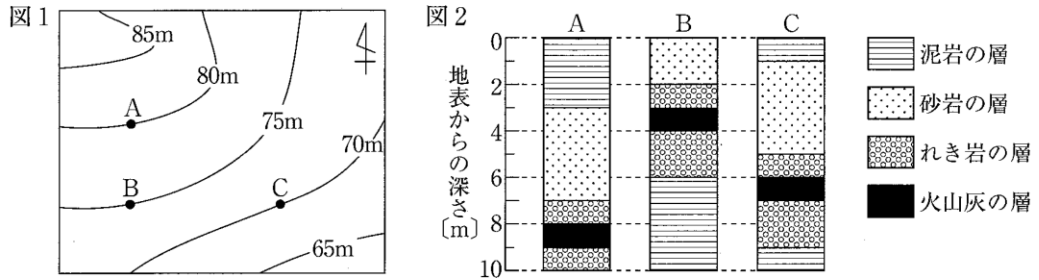 図1
85m
80m
A
75m
70m
B
C
65m
図2
A B C
地表からの深さ〔m〕
0
2
4
6
8
10
泥岩の層
砂岩の層
れき岩の層
火山灰の層